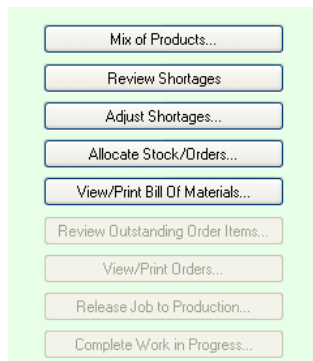 Mix of Products...
Review Shortages
Adjust Shortages...
Allocate Stock/Orders...
View/Print Bill Of Materials...
Review Outstanding Order Items...
View/Print Orders...
Release Job to Production...
Complete Work in Progress...